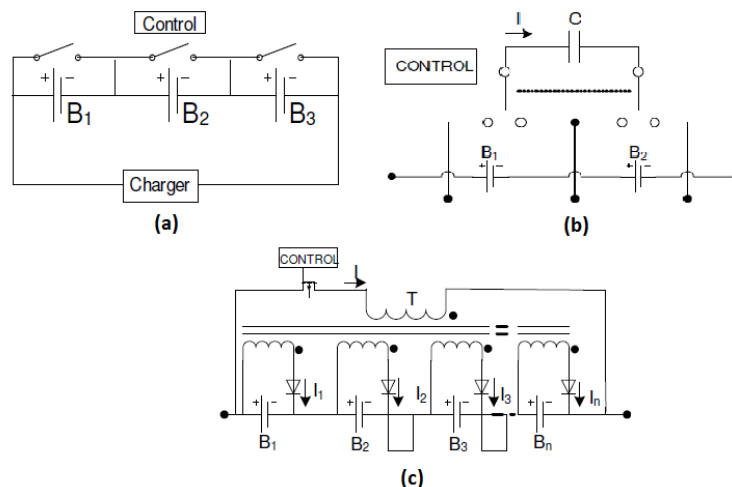 Control
+ − + − + −
B1 B2 B3
Charger
(a)
I C
CONTROL
B1 B2
+ − + −
(b)
CONTROL I
T
I1 I2 I3 In
+ − + − + − + −
B1 B2 B3 Bn
(c)